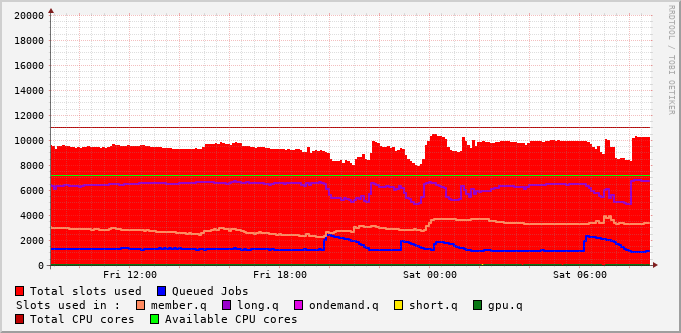 RRDTOOL / TOBI OETIKER
20000
18000
16000
14000
12000
10000
8000
6000
4000
2000
0
Fri 12:00 Fri 18:00 Sat 00:00 Sat 06:00
Total slots used Queued Jobs
Slots used in : member.q long.q ondemand.q short.q gpu.q
Total CPU cores Available CPU cores